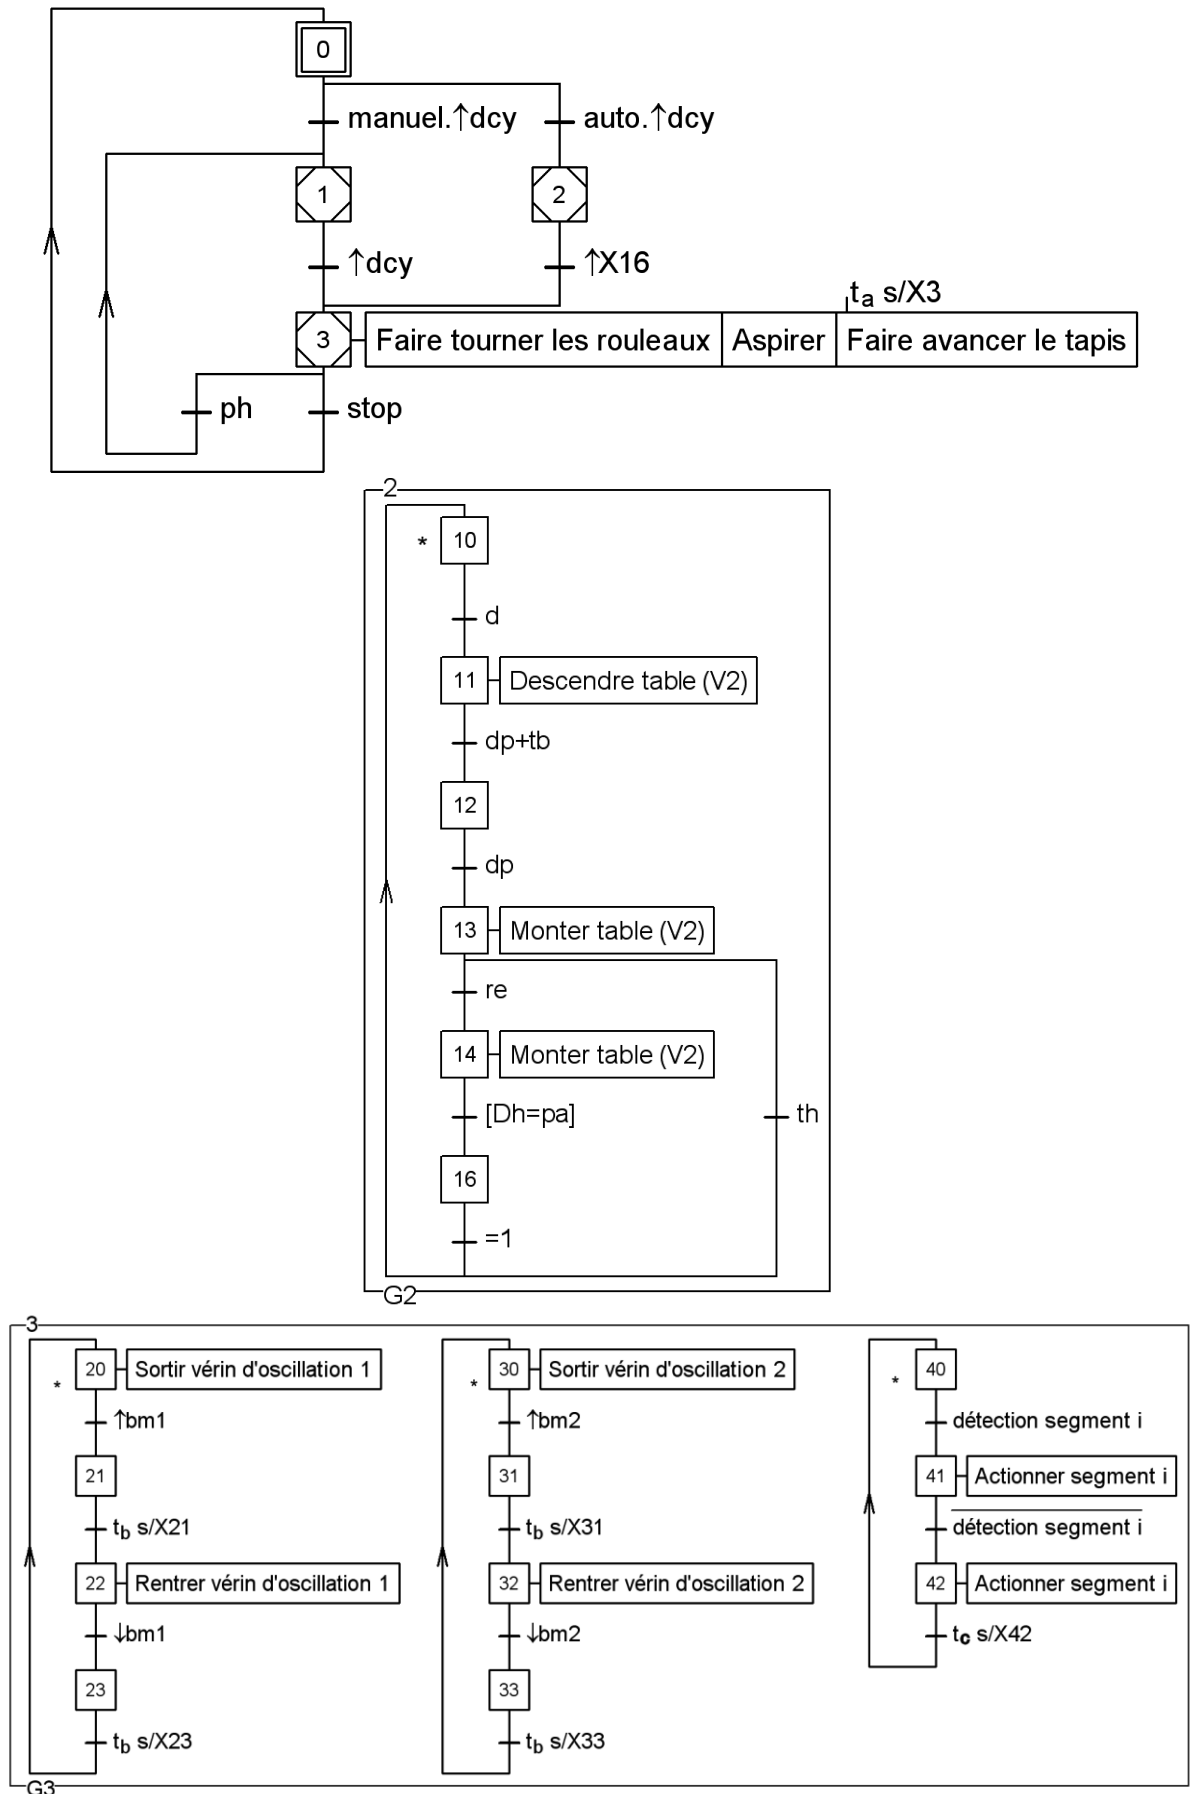 0
manuel.↑dcy auto.↑dcy
1 2
↑dcy ↑X16
ta s/X3
3 Faire tourner les rouleaux Aspirer Faire avancer le tapis
ph stop
2
* 10
d
11 Descendre table (V2)
dp+tb
12
dp
13 Monter table (V2)
re
14 Monter table (V2)
[Dh=pa] th
16
=1
G2
3
* 20 Sortir vérin d'oscillation 1
↑bm1
21
tb s/X21
22 Rentrer vérin d'oscillation 1
↓bm1
23
tb s/X23
* 30 Sortir vérin d'oscillation 2
↑bm2
31
tb s/X31
32 Rentrer vérin d'oscillation 2
↓bm2
33
tb s/X33
* 40
détection segment i
41 Actionner segment i
détection segment i
42 Actionner segment i
tc s/X42
G3